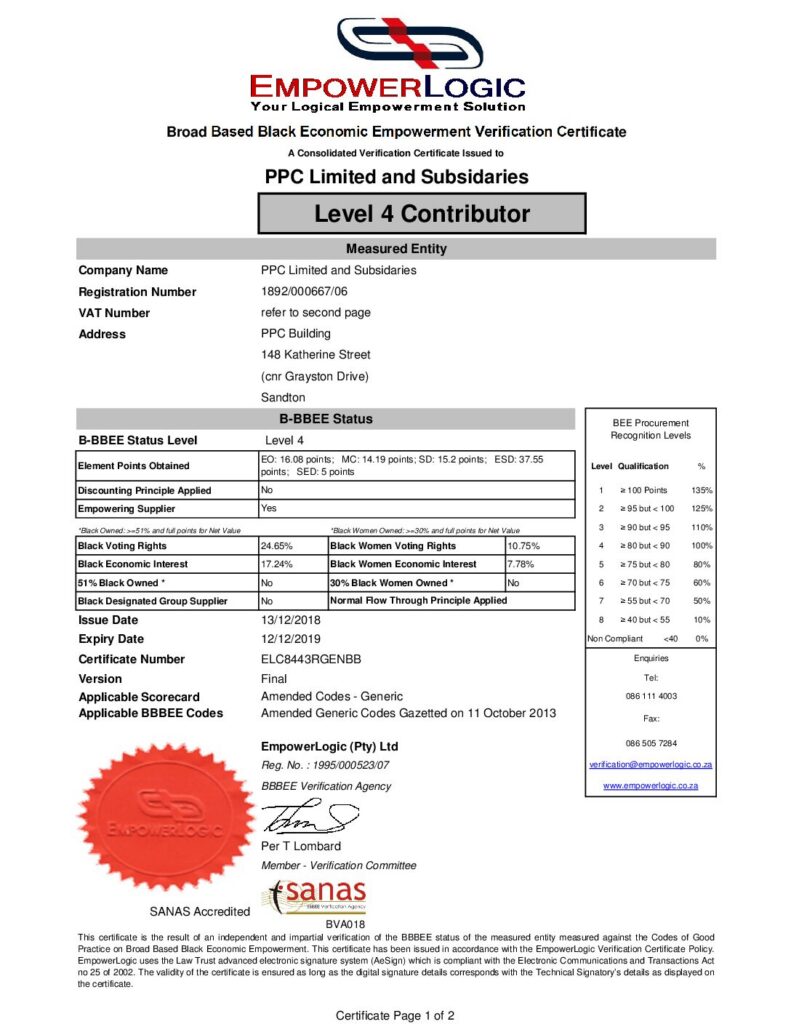 EMPOWERLOGIC
Your Logical Empowerment Solution
Broad Based Black Economic Empowerment Verification Certificate
A Consolidated Verification Certificate Issued to
PPC Limited and Subsidaries
Level 4 Contributor
Measured Entity
Company Name PPC Limited and Subsidaries
Registration Number 1892/000667/06
VAT Number refer to second page
Address PPC Building
148 Katherine Street
(cnr Grayston Drive)
Sandton
B-BBEE Status
B-BBEE Status Level Level 4
Element Points Obtained EO: 16.08 points; MC: 14.19 points; SD: 15.2 points; ESD: 37.55
points; SED: 5 points
Discounting Principle Applied No
Empowering Supplier Yes
*Black Owned: >=51% and full points for Net Value *Black Women Owned: >=30% and full points for Net Value
Black Voting Rights 24.65% Black Women Voting Rights 10.75%
Black Economic Interest 17.24% Black Women Economic Interest 7.78%
51% Black Owned * No 30% Black Women Owned * No
Black Designated Group Supplier No Normal Flow Through Principle Applied
Issue Date 13/12/2018
Expiry Date 12/12/2019
Certificate Number ELC8443RGENBB
Version Final
Applicable Scorecard Amended Codes - Generic
Applicable BBBEE Codes Amended Generic Codes Gazetted on 11 October 2013
BEE Procurement
Recognition Levels
Level Qualification %
1 ≥ 100 Points 135%
2 ≥ 95 but < 100 125%
3 ≥ 90 but < 95 110%
4 ≥ 80 but < 90 100%
5 ≥ 75 but < 80 80%
6 ≥ 70 but < 75 60%
7 ≥ 55 but < 70 50%
8 ≥ 40 but < 55 10%
Non Compliant <40 0%
Enquiries
Tel:
086 111 4003
Fax:
086 505 7284
verification@empowerlogic.co.za
www.empowerlogic.co.za
EmpowerLogic (Pty) Ltd
Reg. No. : 1995/000523/07
BBBEE Verification Agency
EMPOWERLOGIC
Per T Lombard
Member - Verification Committee
sanas
BBBEE Verification Agency
SANAS Accredited
BVA018
This certificate is the result of an independent and impartial verification of the BBBEE status of the measured entity measured against the Codes of Good
Practice on Broad Based Black Economic Empowerment. This certificate has been issued in accordance with the EmpowerLogic Verification Certificate Policy.
EmpowerLogic uses the Law Trust advanced electronic signature system (AeSign) which is compliant with the Electronic Communications and Transactions Act
no 25 of 2002. The validity of the certificate is ensured as long as the digital signature details corresponds with the Technical Signatory's details as displayed on
the certificate.
Certificate Page 1 of 2